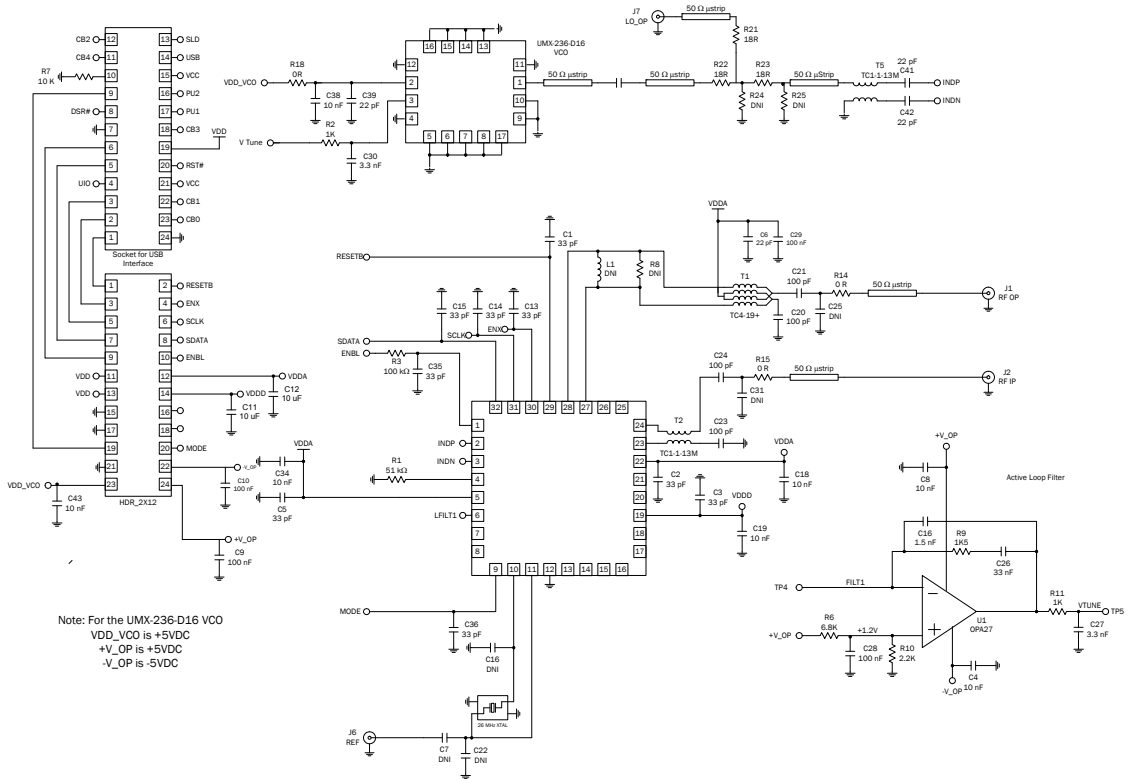 CB2
12
13
SLD
CB4
11
14
USB
R7
10 K
10
15
VCC
9
16
PU2
DSR#
8
17
PU1
7
18
CB3
VDD
6
19
5
20
RST#
UIO
4
21
VCC
3
22
CB1
2
23
CB0
1
24
Socket for USB
Interface
1
2
RESETB
3
4
ENX
5
6
SCLK
7
8
SDATA
9
10
ENBL
VDD
11
12
VDDA
VDD
13
14
VDDD
C12
10 uF
C11
10 uF
15
16
17
18
19
20
MODE
21
22
-V_OP
C10
100 nF
VDD_VCO
23
24
C43
10 nF
HDR_2X12
+V_OP
C9
100 nF
Note: For the UMX-236-D16 VCO
VDD_VCO is +5VDC
+V_OP is +5VDC
-V_OP is -5VDC
VDD_VCO
R18
0R
C38
10 nF
C39
22 pF
V Tune
R2
1K
C30
3.3 nF
16
15
14
13
UMX-236-D16
VCO
12
11
2
1
3
10
4
9
5
6
7
8
17
50 Ω µstrip
50 Ω µstrip
J7
LO_OP
50 Ω µstrip
R21
18R
R22
18R
R23
18R
R24
DNI
R25
DNI
50 Ω µStrip
T5
TC1-1-13M
22 pF
C41
INDP
INDN
C42
22 pF
C1
33 pF
RESETB
C15
33 pF
C14
33 pF
C13
33 pF
ENX
SCLK
SDATA
ENBL
R3
100 kΩ
C35
33 pF
L1
DNI
R8
DNI
VDDA
C6
22 pF
C29
100 nF
T1
TC4-19+
C21
100 pF
C20
100 pF
R14
0 R
C25
DNI
50 Ω µstrip
J1
RF OP
C24
100 pF
R15
0 R
50 Ω µstrip
C31
DNI
J2
RF IP
T2
TC1-1-13M
C23
100 pF
32
31
30
29
28
27
26
25
1
24
INDP
2
23
INDN
3
22
4
21
5
20
LFILT1
6
19
7
18
8
17
9
10
11
12
13
14
15
16
R1
51 kΩ
VDDA
C34
10 nF
C5
33 pF
C2
33 pF
C3
33 pF
VDDA
C18
10 nF
VDDD
C19
10 nF
MODE
C36
33 pF
C16
DNI
26 MHz XTAL
J6
REF
C7
DNI
C22
DNI
+V_OP
C8
10 nF
Active Loop Filter
C16
1.5 nF
R9
1K5
C26
33 nF
TP4
FILT1
+V_OP
R6
6.8K
+1.2V
C28
100 nF
R10
2.2K
U1
OPA27
R11
1K
VTUNE
TP5
C27
3.3 nF
C4
10 nF
-V_OP